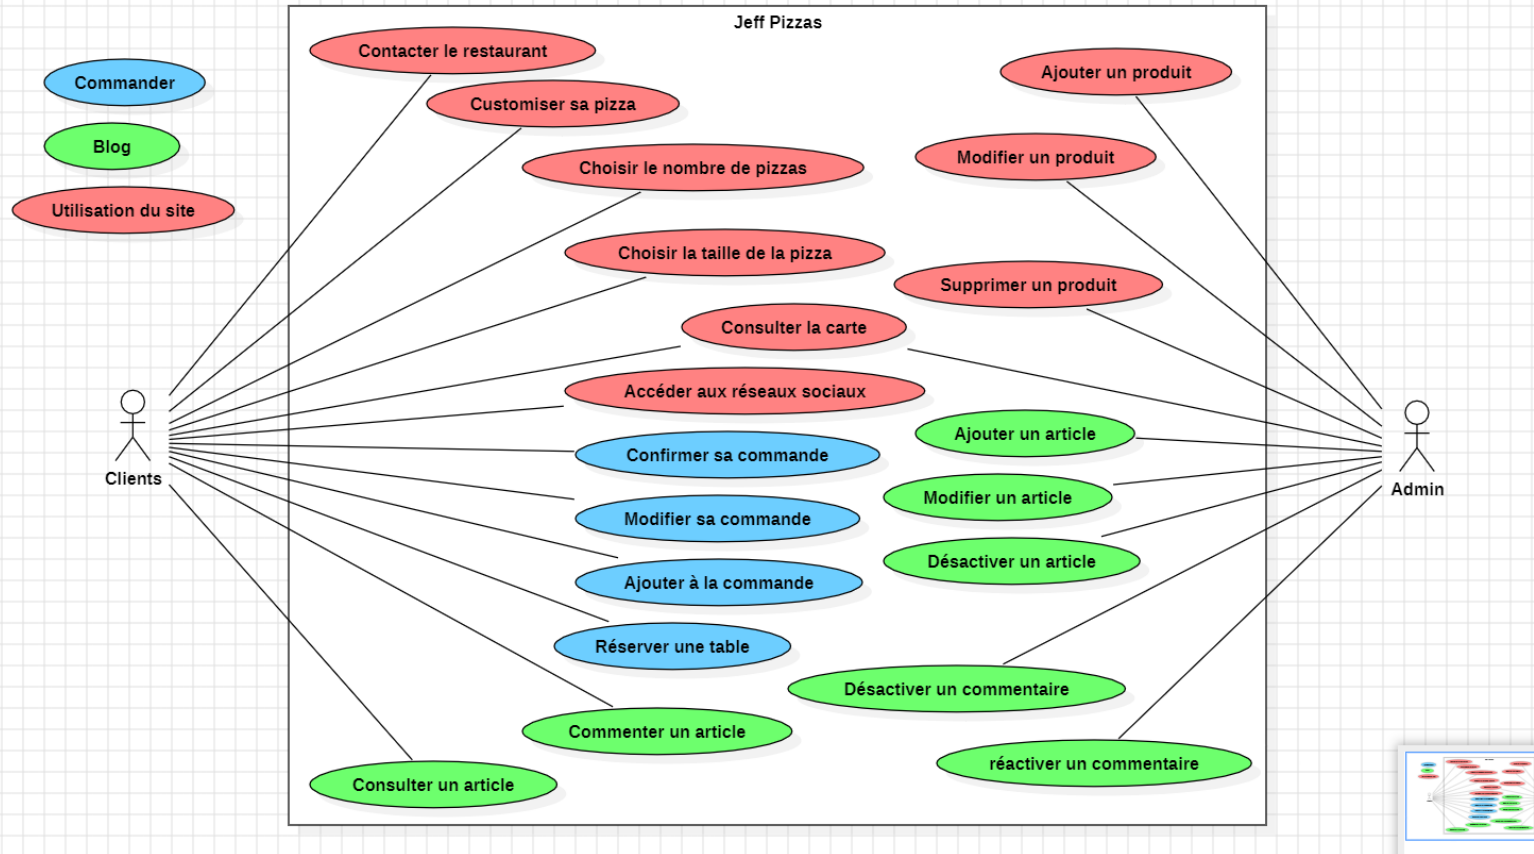 Jeff Pizzas
Commander
Blog
Utilisation du site
Contacter le restaurant
Customiser sa pizza
Choisir le nombre de pizzas
Choisir la taille de la pizza
Consulter la carte
Accéder aux réseaux sociaux
Confirmer sa commande
Modifier sa commande
Ajouter à la commande
Réserver une table
Commenter un article
Consulter un article
Ajouter un produit
Modifier un produit
Supprimer un produit
Ajouter un article
Modifier un article
Désactiver un article
Désactiver un commentaire
réactiver un commentaire
Clients
Admin